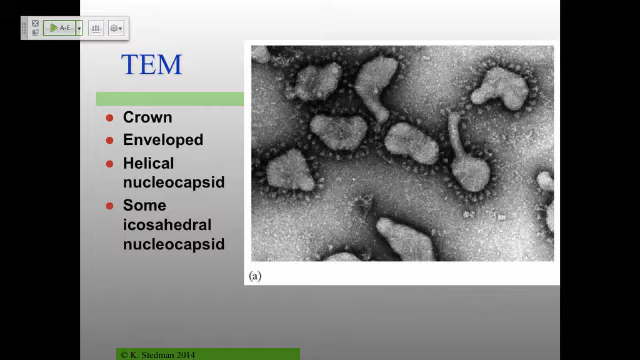 A-E
TEM
Crown
Enveloped
Helical
nucleocapsid
Some
icosahedral
nucleocapsid
(a)
© K. Stedman 2014